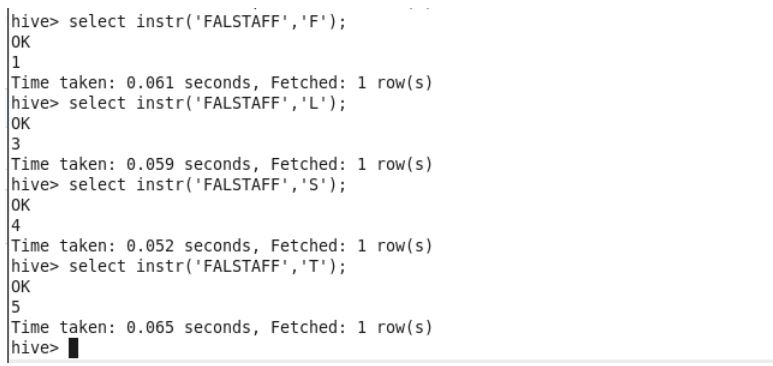 hive> select instr('FALSTAFF','F');
OK
1
Time taken: 0.061 seconds, Fetched: 1 row(s)
hive> select instr('FALSTAFF','L');
OK
3
Time taken: 0.059 seconds, Fetched: 1 row(s)
hive> select instr('FALSTAFF','S');
OK
4
Time taken: 0.052 seconds, Fetched: 1 row(s)
hive> select instr('FALSTAFF','T');
OK
5
Time taken: 0.065 seconds, Fetched: 1 row(s)
hive>